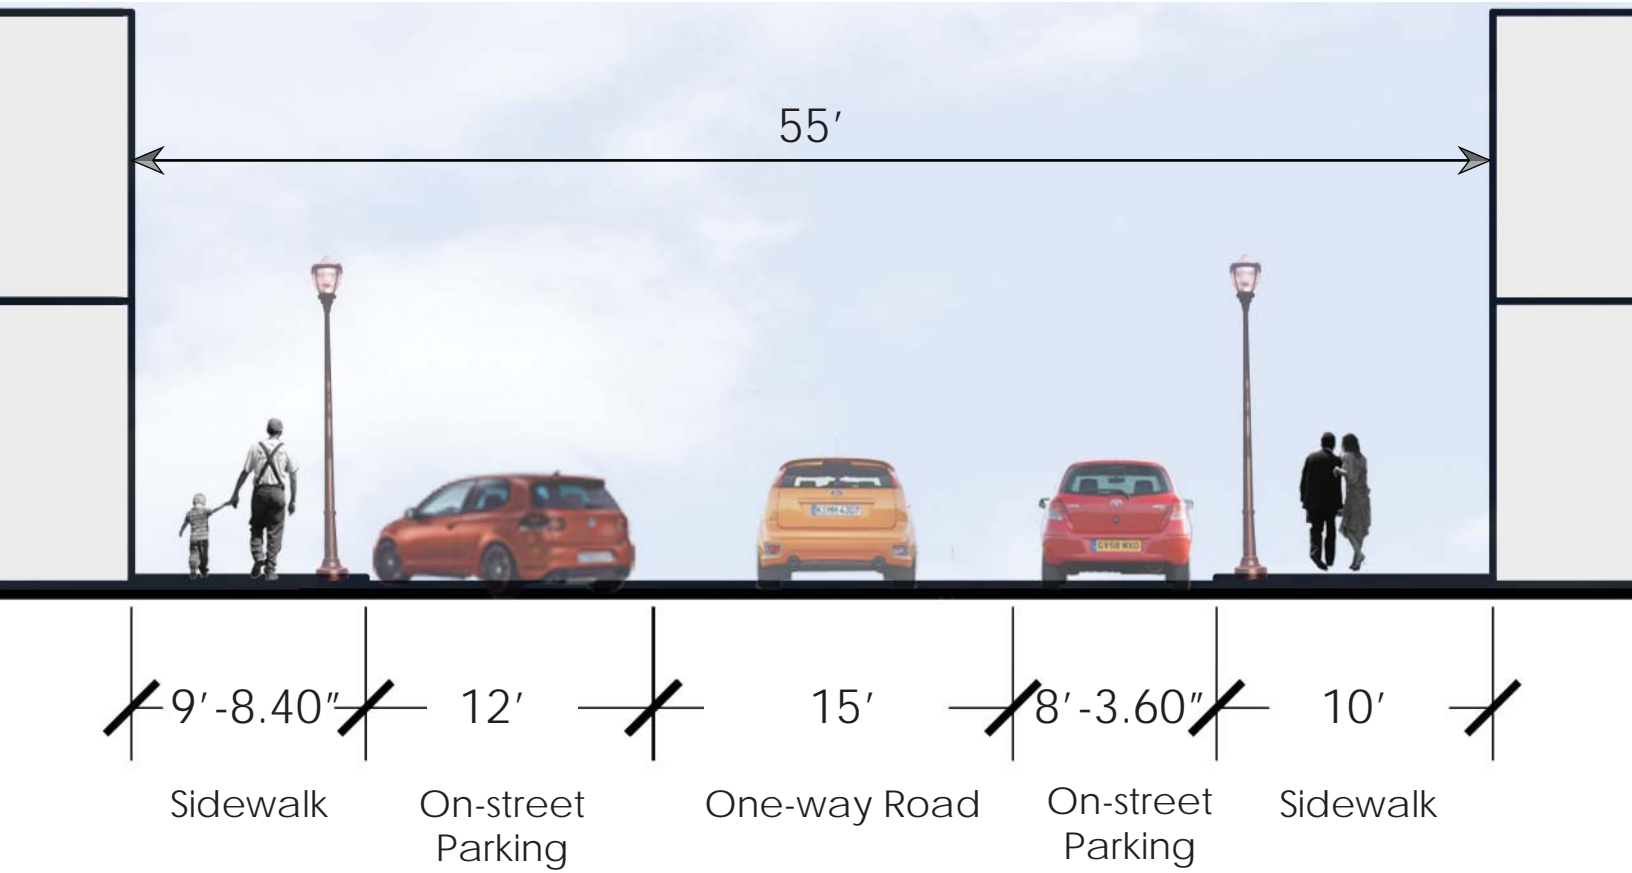 55'
9'-8.40"
12'
15'
8'-3.60"
10'
Sidewalk
On-street
Parking
One-way Road
On-street
Parking
Sidewalk